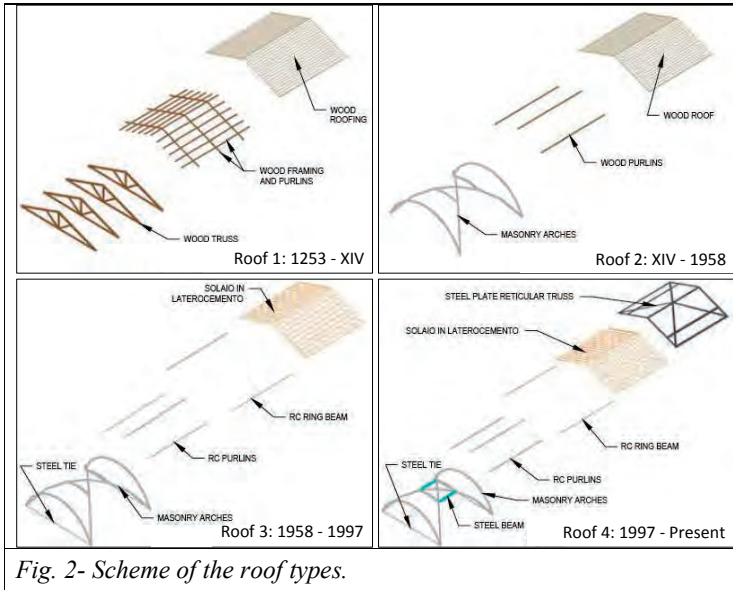 WOOD
ROOFING
WOOD FRAMING
AND PURLINS
WOOD TRUSS
Roof 1: 1253 - XIV
WOOD ROOF
WOOD PURLINS
MASONRY ARCHES
Roof 2: XIV - 1958
SOLAIO IN
LATEROCEMENTO
RC RING BEAM
RC PURLINS
STEEL TIE
MASONRY ARCHES
Roof 3: 1958 - 1997
STEEL PLATE RETICULAR TRUSS
SOLAIO IN LATEROCEMENTO
RC RING BEAM
STEEL TIE
RC PURLINS
MASONRY ARCHES
STEEL BEAM
Roof 4: 1997 - Present
Fig. 2- Scheme of the roof types.